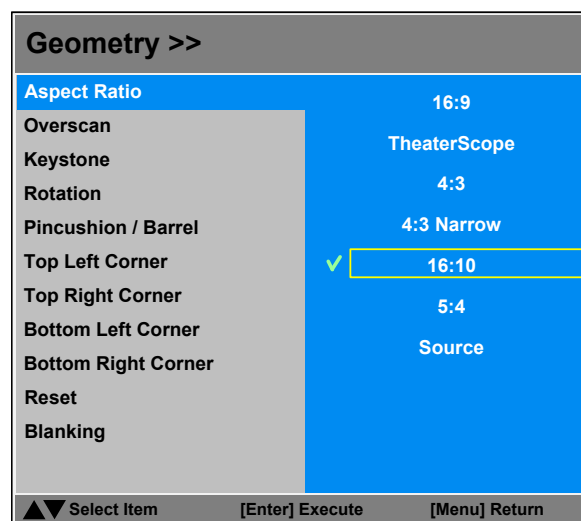 Geometry >>
Aspect Ratio
Overscan
Keystone
Rotation
Pincushion / Barrel
Top Left Corner
Top Right Corner
Bottom Left Corner
Bottom Right Corner
Reset
Blanking
16:9
TheaterScope
4:3
4:3 Narrow
16:10
5:4
Source
Select Item [Enter] Execute [Menu] Return